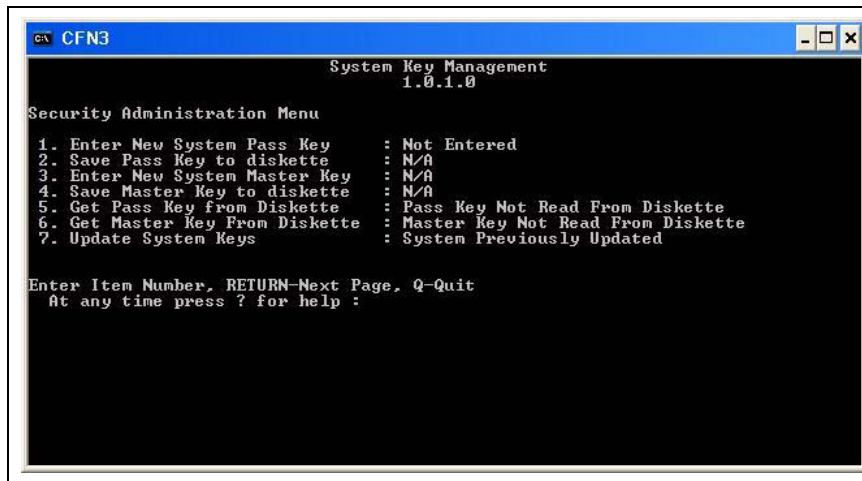 CFN3
System Key Management
1.0.1.0
Security Administration Menu
1. Enter New System Pass Key : Not Entered
2. Save Pass Key to diskette : N/A
3. Enter New System Master Key : N/A
4. Save Master Key to diskette : N/A
5. Get Pass Key from Diskette : Pass Key Not Read From Diskette
6. Get Master Key From Diskette : Master Key Not Read From Diskette
7. Update System Keys : System Previously Updated
Enter Item Number, RETURN-Next Page, Q-Quit
At any time press ? for help :